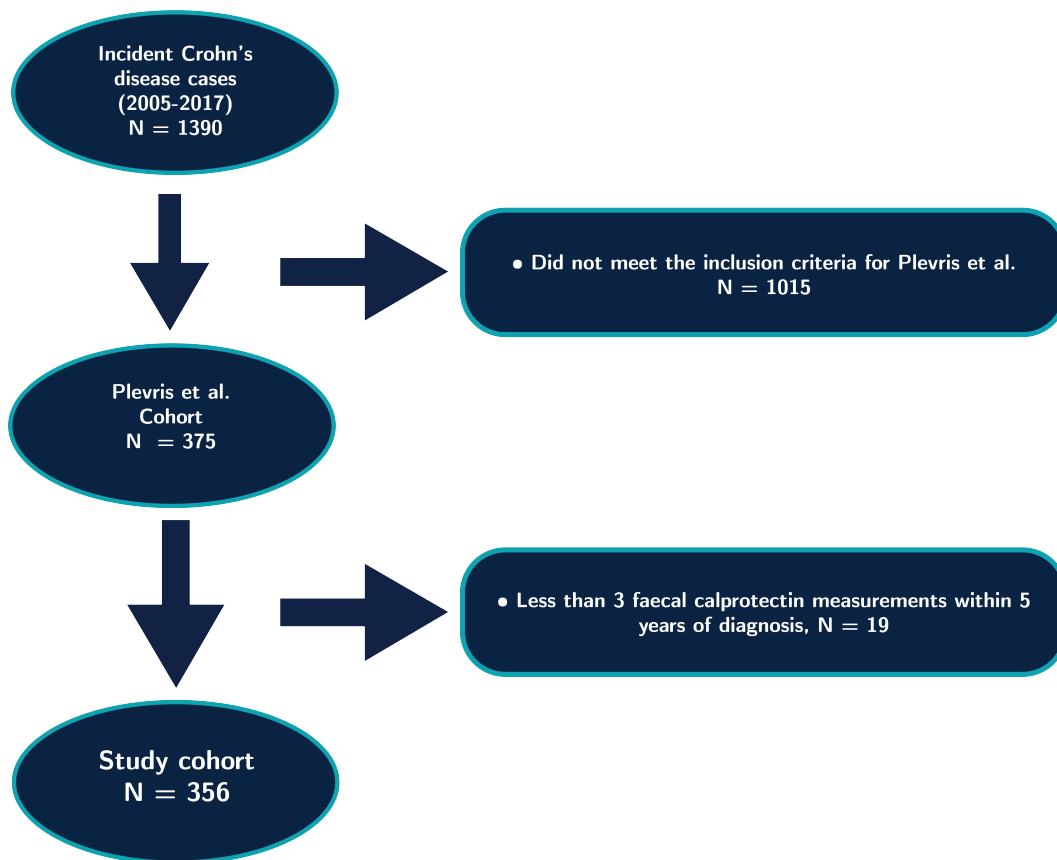 Incident Crohn's
disease cases
(2005-2017)
N = 1390
• Did not meet the inclusion criteria for Plevris et al.
N = 1015
Plevris et al.
Cohort
N = 375
• Less than 3 faecal calprotectin measurements within 5
years of diagnosis, N = 19
Study cohort
N = 356